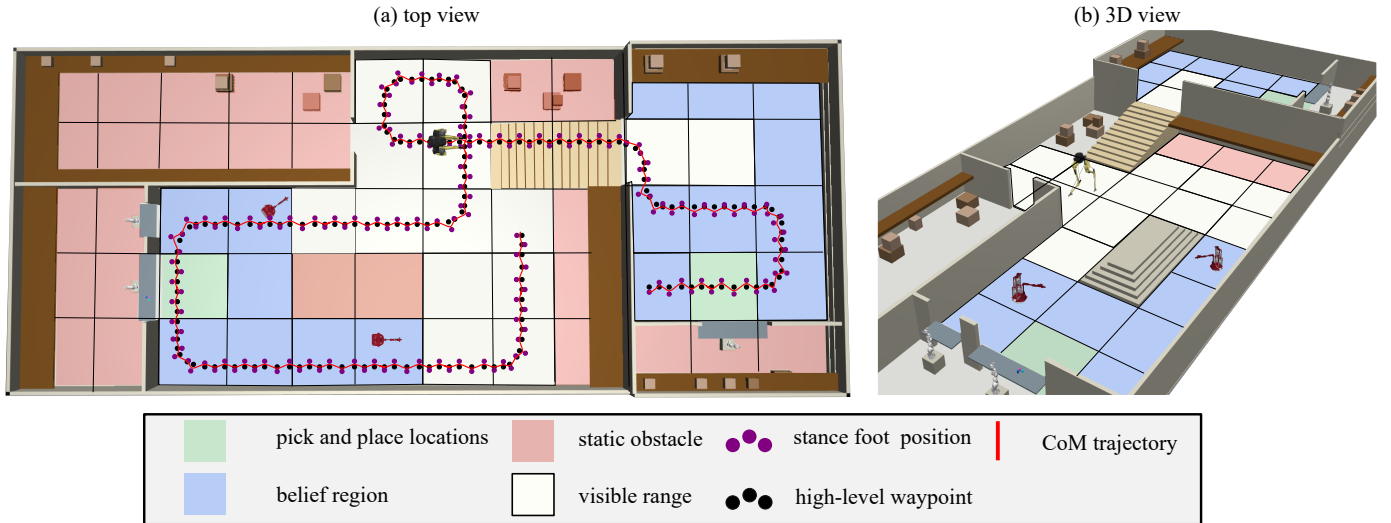 (a) top view
(b) 3D view
pick and place locations
static obstacle
stance foot position
CoM trajectory
belief region
visible range
high-level waypoint